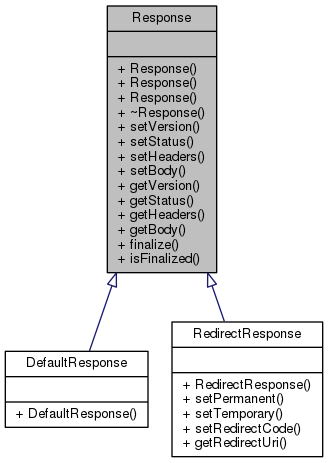 Response
+ Response()
+ Response()
+ Response()
+ ~Response()
+ setVersion()
+ setStatus()
+ setHeaders()
+ setBody()
+ getVersion()
+ getStatus()
+ getHeaders()
+ getBody()
+ finalize()
+ isFinalized()
DefaultResponse
+ DefaultResponse()
RedirectResponse
+ RedirectResponse()
+ setPermanent()
+ setTemporary()
+ setRedirectCode()
+ getRedirectUri()